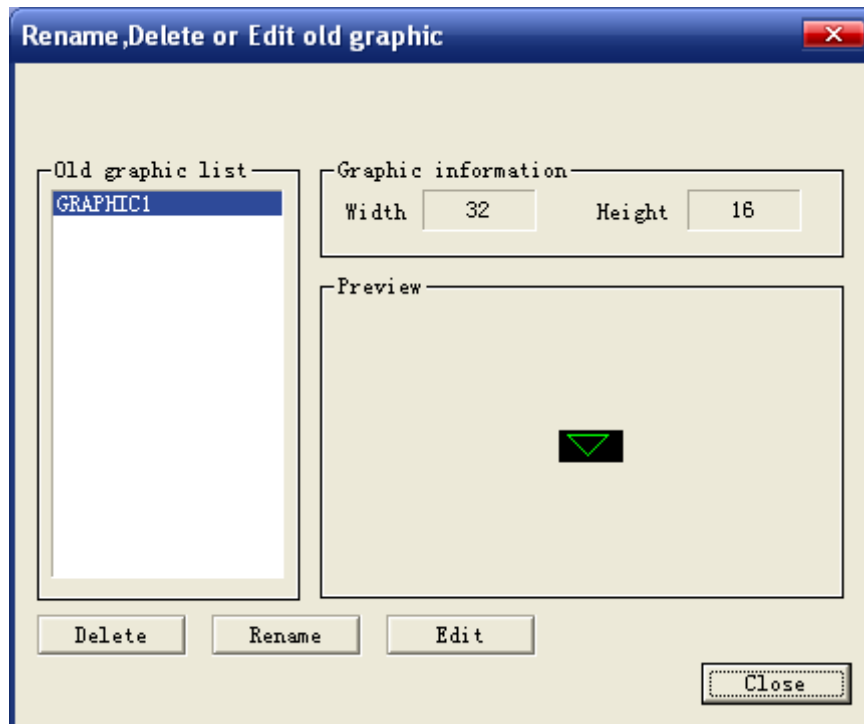 Rename,Delete or Edit old graphic
Old graphic list
GRAPHIC1
Graphic information
Width 32 Height 16
Preview
Delete Rename Edit
Close